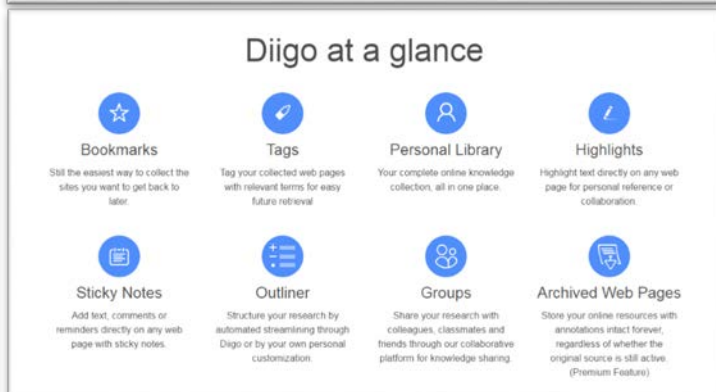 Diigo at a glance
Bookmarks
Still the easiest way to collect the
sites you want to get back to
later.
Tags
Tag your collected web pages
with relevant terms for easy
future retrieval
Personal Library
Your complete online knowledge
collection, all in one place.
Highlights
Highlight text directly on any web
page for personal reference or
collaboration.
Sticky Notes
Add text, comments or
reminders directly on any web
page with sticky notes.
Outliner
Structure your research by
automated streamlining through
Diigo or by your own personal
customization.
Groups
Share your research with
colleagues, classmates and
friends through our collaborative
platform for knowledge sharing.
Archived Web Pages
Store your online resources with
annotations intact forever,
regardless of whether the
original source is still active.
(Premium Feature)